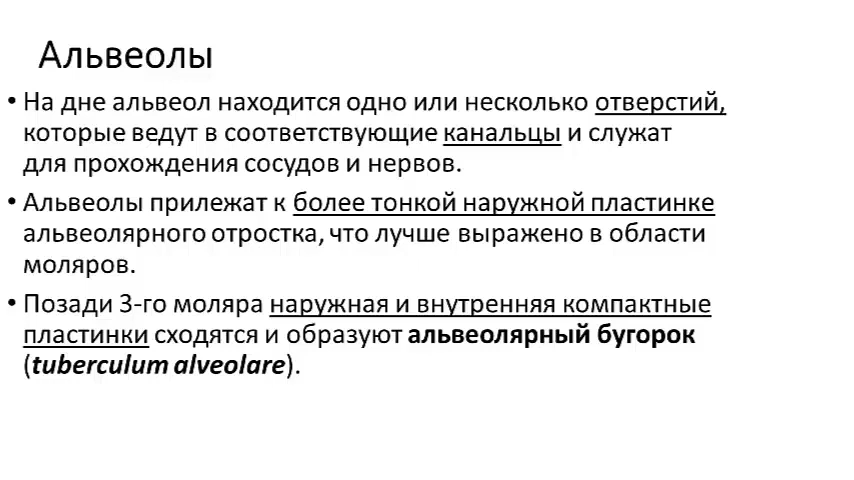 Альвеолы
• На дне альвеол находится одно или несколько отверстий,
которые ведут в соответствующие канальцы и служат
для прохождения сосудов и нервов.
• Альвеолы прилежат к более тонкой наружной пластинке
альвеолярного отростка, что лучше выражено в области
моляров.
• Позади 3-го моляра наружная и внутренняя компактные
пластинки сходятся и образуют альвеолярный бугорок
(tuberculum alveolare).